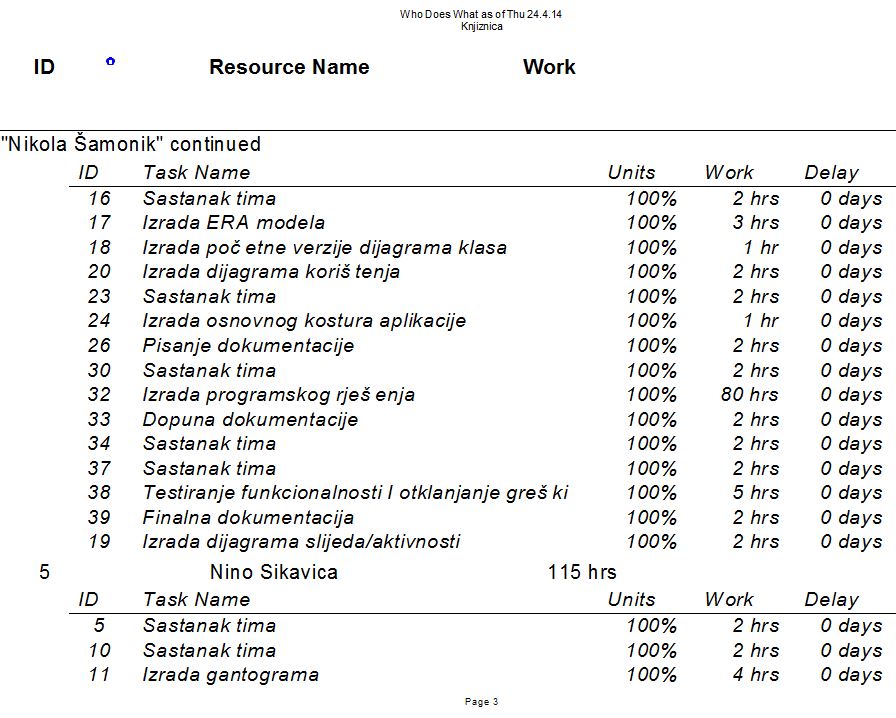 Who Does What as of Thu 24.4.14
Knjiznica
ID Resource Name Work
"Nikola Šamonik" continued
ID Task Name Units Work Delay
16 Sastanak tima 100% 2 hrs 0 days
17 Izrada ERA modela 100% 3 hrs 0 days
18 Izrada poč etne verzije dijagrama klasa 100% 1 hr 0 days
20 Izrada dijagrama koriš tenja 100% 2 hrs 0 days
23 Sastanak tima 100% 2 hrs 0 days
24 Izrada osnovnog kostura aplikacije 100% 1 hr 0 days
26 Pisanje dokumentacije 100% 2 hrs 0 days
30 Sastanak tima 100% 2 hrs 0 days
32 Izrada programskog rješ enja 100% 80 hrs 0 days
33 Dopuna dokumentacije 100% 2 hrs 0 days
34 Sastanak tima 100% 2 hrs 0 days
37 Sastanak tima 100% 2 hrs 0 days
38 Testiranje funkcionalnosti I otklanjanje greš ki 100% 5 hrs 0 days
39 Finalna dokumentacija 100% 2 hrs 0 days
19 Izrada dijagrama slijeda/aktivnosti 100% 2 hrs 0 days
5 Nino Sikavica 115 hrs
ID Task Name Units Work Delay
5 Sastanak tima 100% 2 hrs 0 days
10 Sastanak tima 100% 2 hrs 0 days
11 Izrada gantograma 100% 4 hrs 0 days
Page 3